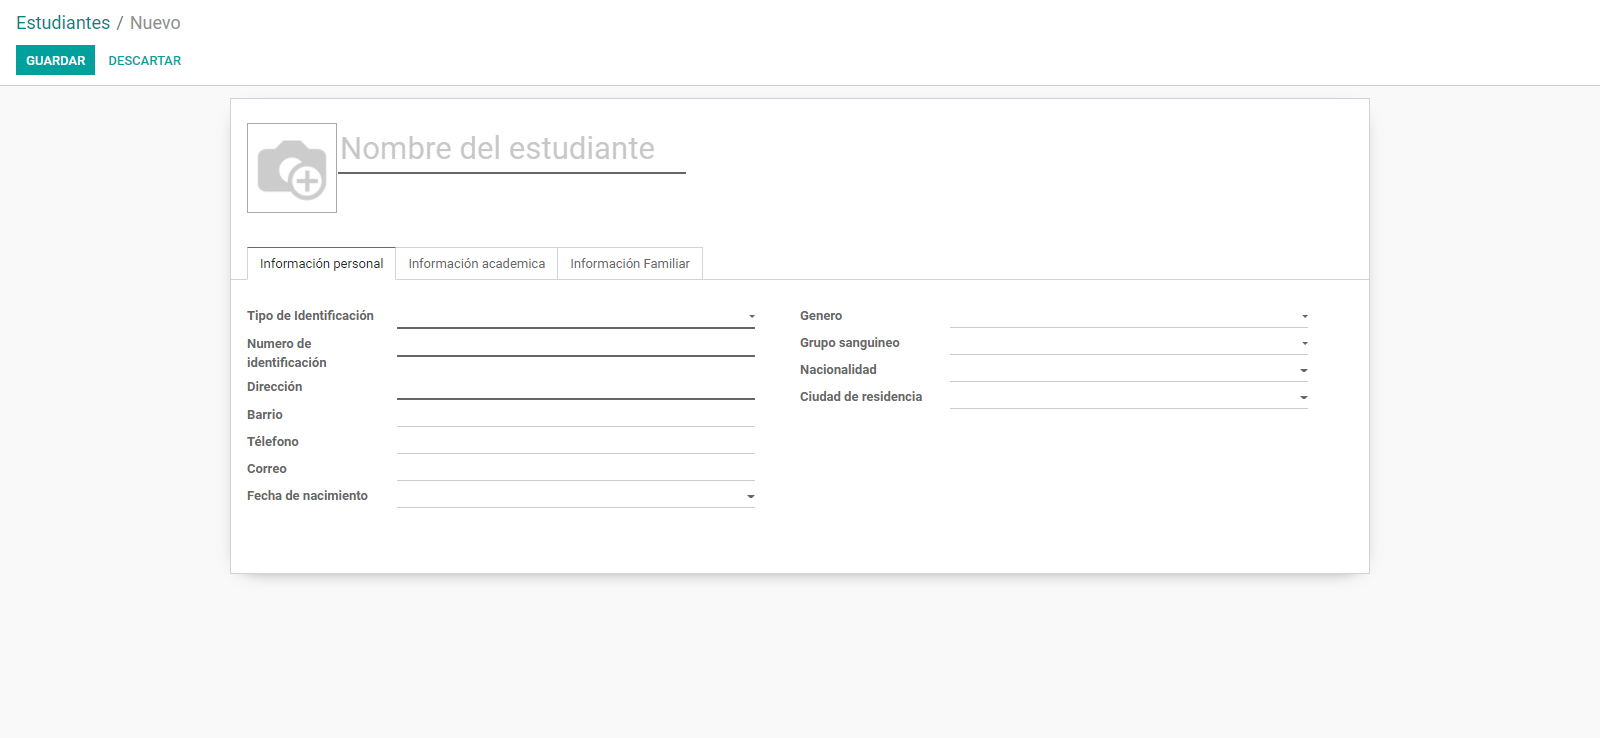 Estudiantes / Nuevo
GUARDAR DESCARTAR
Nombre del estudiante
Información personal Información academica Información Familiar
Tipo de Identificación
Numero de
identificación
Dirección
Barrio
Télefono
Correo
Fecha de nacimiento
Genero
Grupo sanguineo
Nacionalidad
Ciudad de residencia